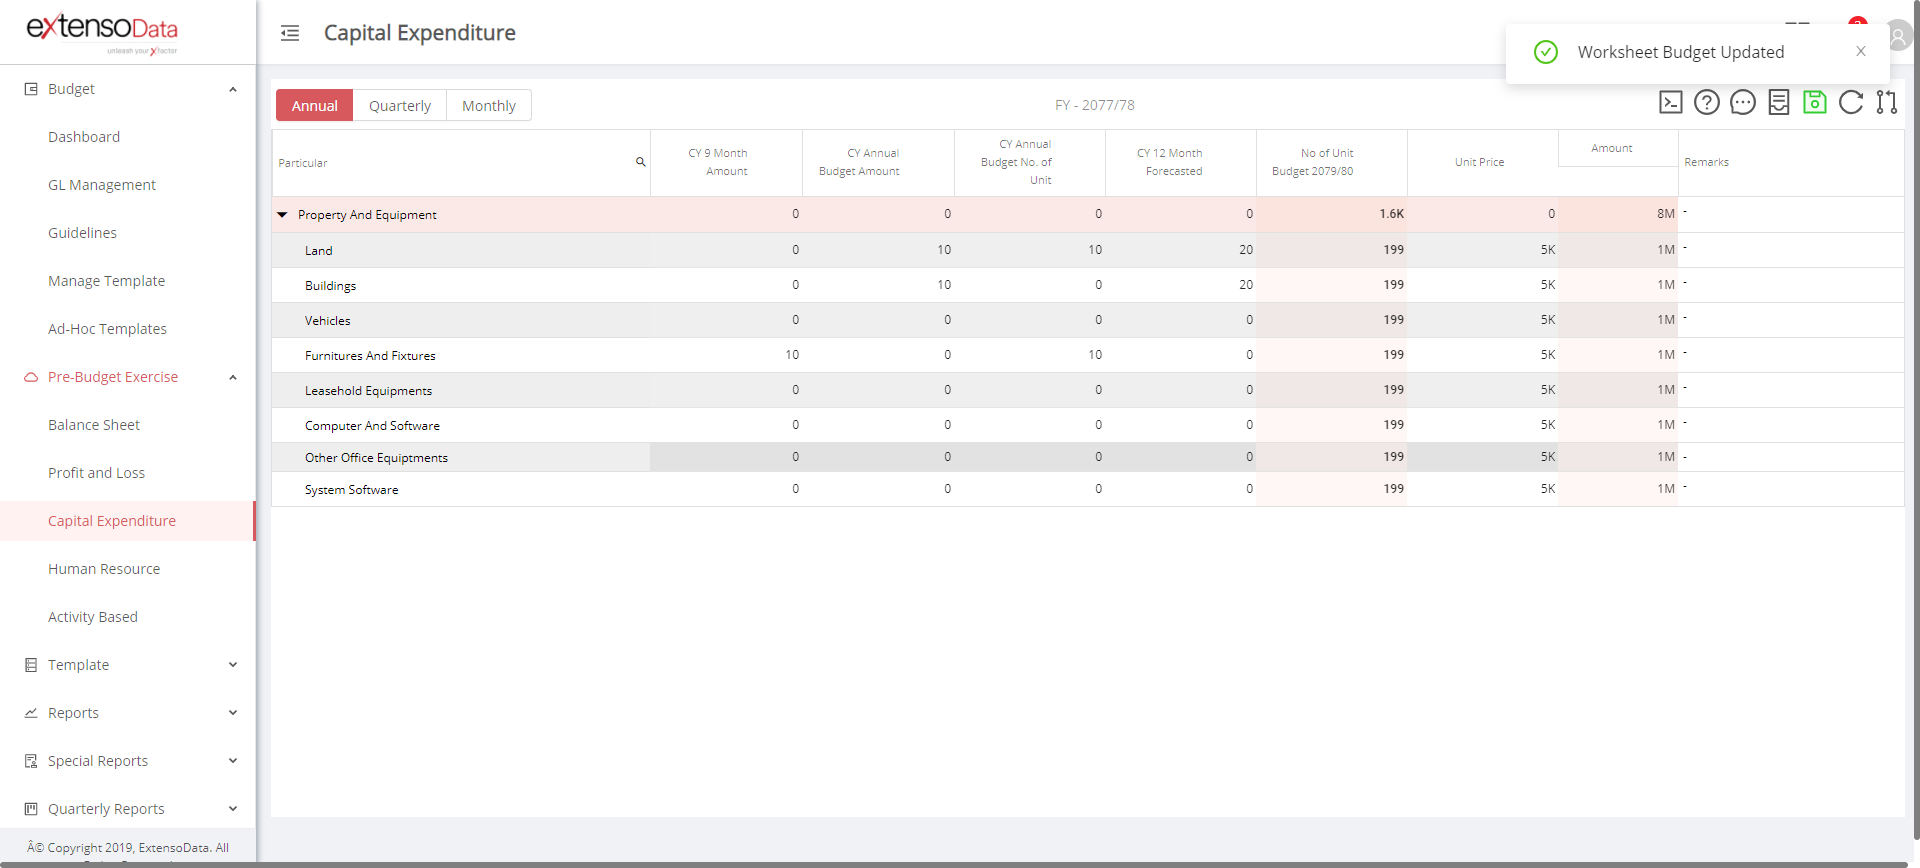 extensoData
unleash your Xfactor
Capital Expenditure
2
Worksheet Budget Updated
Budget
Dashboard
GL Management
Guidelines
Manage Template
Ad-Hoc Templates
Pre-Budget Exercise
Balance Sheet
Profit and Loss
Capital Expenditure
Human Resource
Activity Based
Template
Reports
Special Reports
Quarterly Reports
Â© Copyright 2019, ExtensoData. All
Annual Quarterly Monthly
FY - 2077/78
Particular
CY 9 Month
Amount
CY Annual
Budget Amount
CY Annual
Budget No. of
Unit
CY 12 Month
Forecasted
No of Unit
Budget 2079/80
Unit Price
Amount
Remarks
Property And Equipment 0 0 0 0 1.6K 0 8M -
Land 0 10 10 20 199 5K 1M -
Buildings 0 10 0 20 199 5K 1M -
Vehicles 0 0 0 0 199 5K 1M -
Furnitures And Fixtures 10 0 10 0 199 5K 1M -
Leasehold Equipments 0 0 0 0 199 5K 1M -
Computer And Software 0 0 0 0 199 5K 1M -
Other Office Equiptments 0 0 0 0 199 5K 1M -
System Software 0 0 0 0 199 5K 1M -